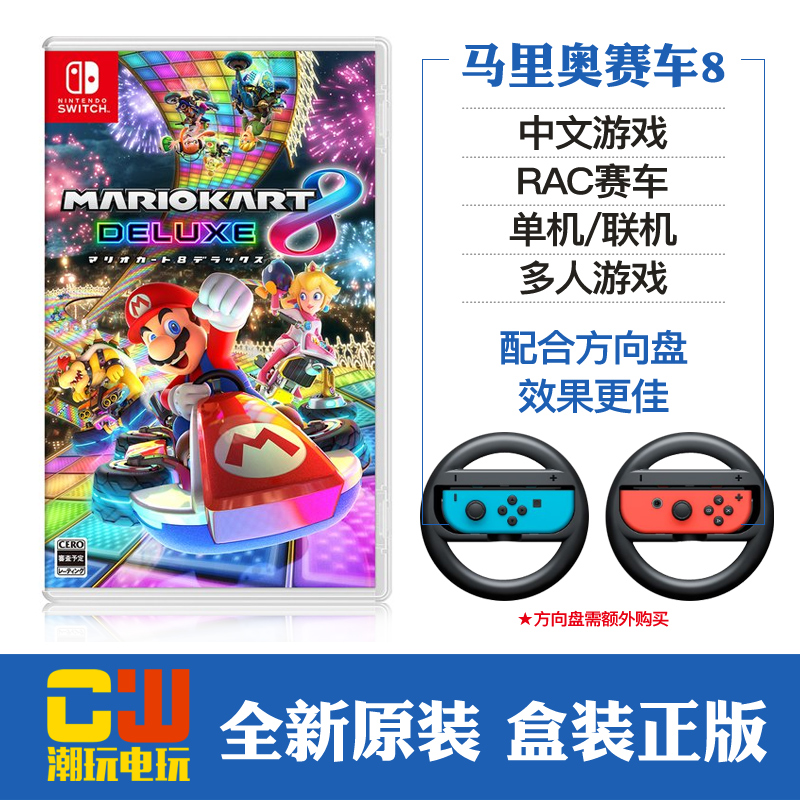 NINTENDO
SWITCH
MARIOKART 8
DELUXE
マリオカート8デラックス
M
M
CERO
審査予定
レーティング
马里奥赛车8
中文游戏
RAC赛车
单机/联机
多人游戏
配合方向盘
效果更佳
★方向盘需额外购买
CW
潮玩电玩
全新原装 盒装正版